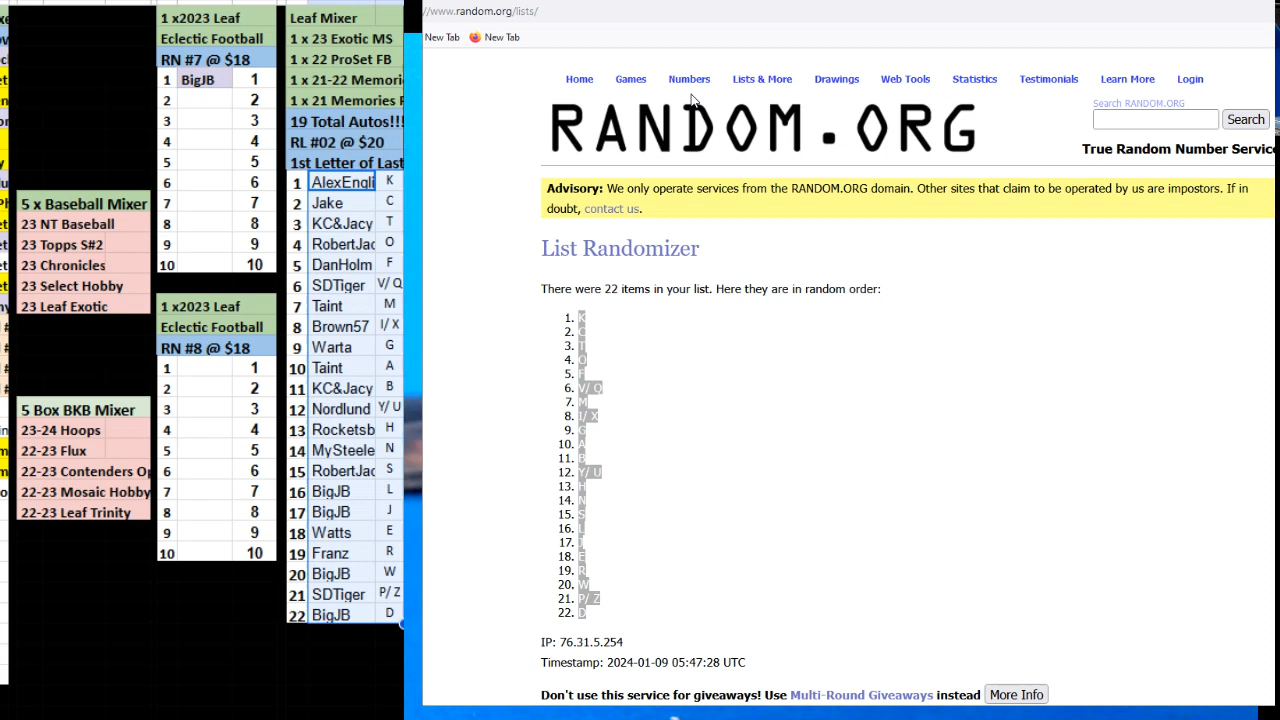 5 x Baseball Mixer
23 NT Baseball
23 Topps S#2
23 Chronicles
23 Select Hobby
23 Leaf Exotic
5 Box BKB Mixer
23-24 Hoops
22-23 Flux
22-23 Contenders Op
22-23 Mosaic Hobby
22-23 Leaf Trinity
1 x2023 Leaf
Eclectic Football
RN #7 @ $18
1 BigJB 1
2 2
3 3
4 4
5 5
6 6
7 7
8 8
9 9
10 10
1 x2023 Leaf
Eclectic Football
RN #8 @ $18
1 1
2 2
3 3
4 4
5 5
6 6
7 7
8 8
9 9
10 10
Leaf Mixer
1 x 23 Exotic MS
1 x 22 ProSet FB
1 x 21-22 Memori
1 x 21 Memories
19 Total Autos!!!
RL #02 @ $20
1st Letter of Last
1 AlexEngli K
2 Jake C
3 KC&Jacy T
4 RobertJac O
5 DanHolm F
6 SDTiger V/ Q
7 Taint M
8 Brown57 I/ X
9 Warta G
10 Taint A
11 KC&Jacy B
12 Nordlund Y/ U
13 Rocketsb H
14 MySteele N
15 RobertJac S
16 BigJB L
17 BigJB J
18 Watts E
19 Franz R
20 BigJB W
21 SDTiger P/ Z
22 BigJB D
//www.random.org/lists/
New Tab New Tab
Home Games Numbers Lists & More Drawings Web Tools Statistics Testimonials Learn More Login
RANDOM.ORG
Search RANDOM.ORG
Search
True Random Number Service
Advisory: We only operate services from the RANDOM.ORG domain. Other sites that claim to be operated by us are impostors. If in
doubt, contact us.
List Randomizer
There were 22 items in your list. Here they are in random order:
1. K
2. C
3. T
4. O
5. F
6. V/ Q
7. M
8. I/ X
9. G
10. A
11. B
12. Y/ U
13. H
14. N
15. S
16. L
17. J
18. E
19. R
20. W
21. P/ Z
22. D
IP: 76.31.5.254
Timestamp: 2024-01-09 05:47:28 UTC
Don't use this service for giveaways! Use Multi-Round Giveaways instead More Info